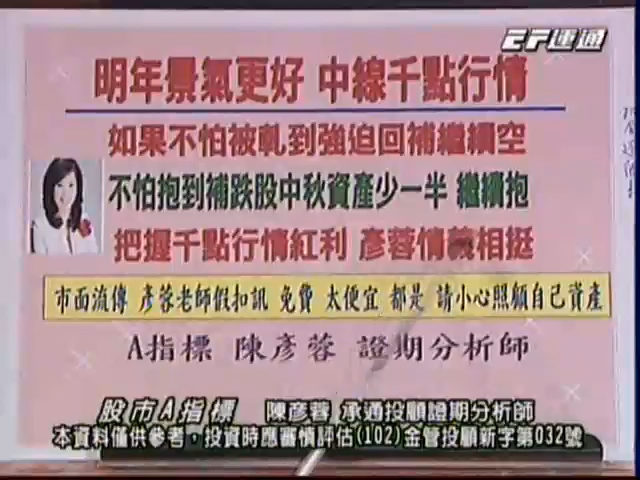 EF運通
明年景氣更好 中線千點行情
如果不怕被軋到強迫回補繼續空
不怕抱到補跌股中秋資產少一半 繼續抱
把握千點行情紅利 彥蓉情義相挺
市面流傳 彥蓉老師假扣訊 免費 太便宜 都是 請小心照顧自己資產
A指標 陳彥蓉 證期分析師
股市A指標 陳彥蓉 承通投顧證期分析師
本資料僅供參考，投資時應審慎評估(102)金管投顧新字第032號